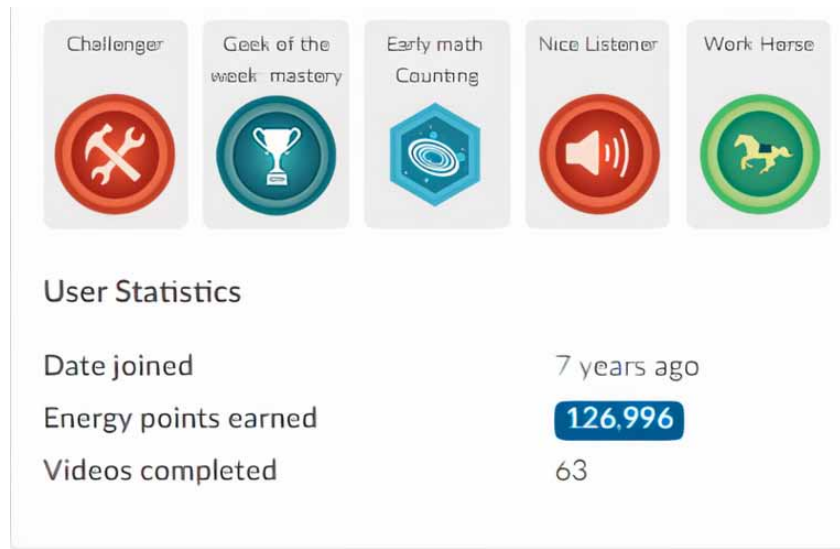 Challenger
Geek of the
week mastery
Early math
Counting
Nice Listener
Work Horse
User Statistics
Date joined
7 years ago
Energy points earned
126,996
Videos completed
63